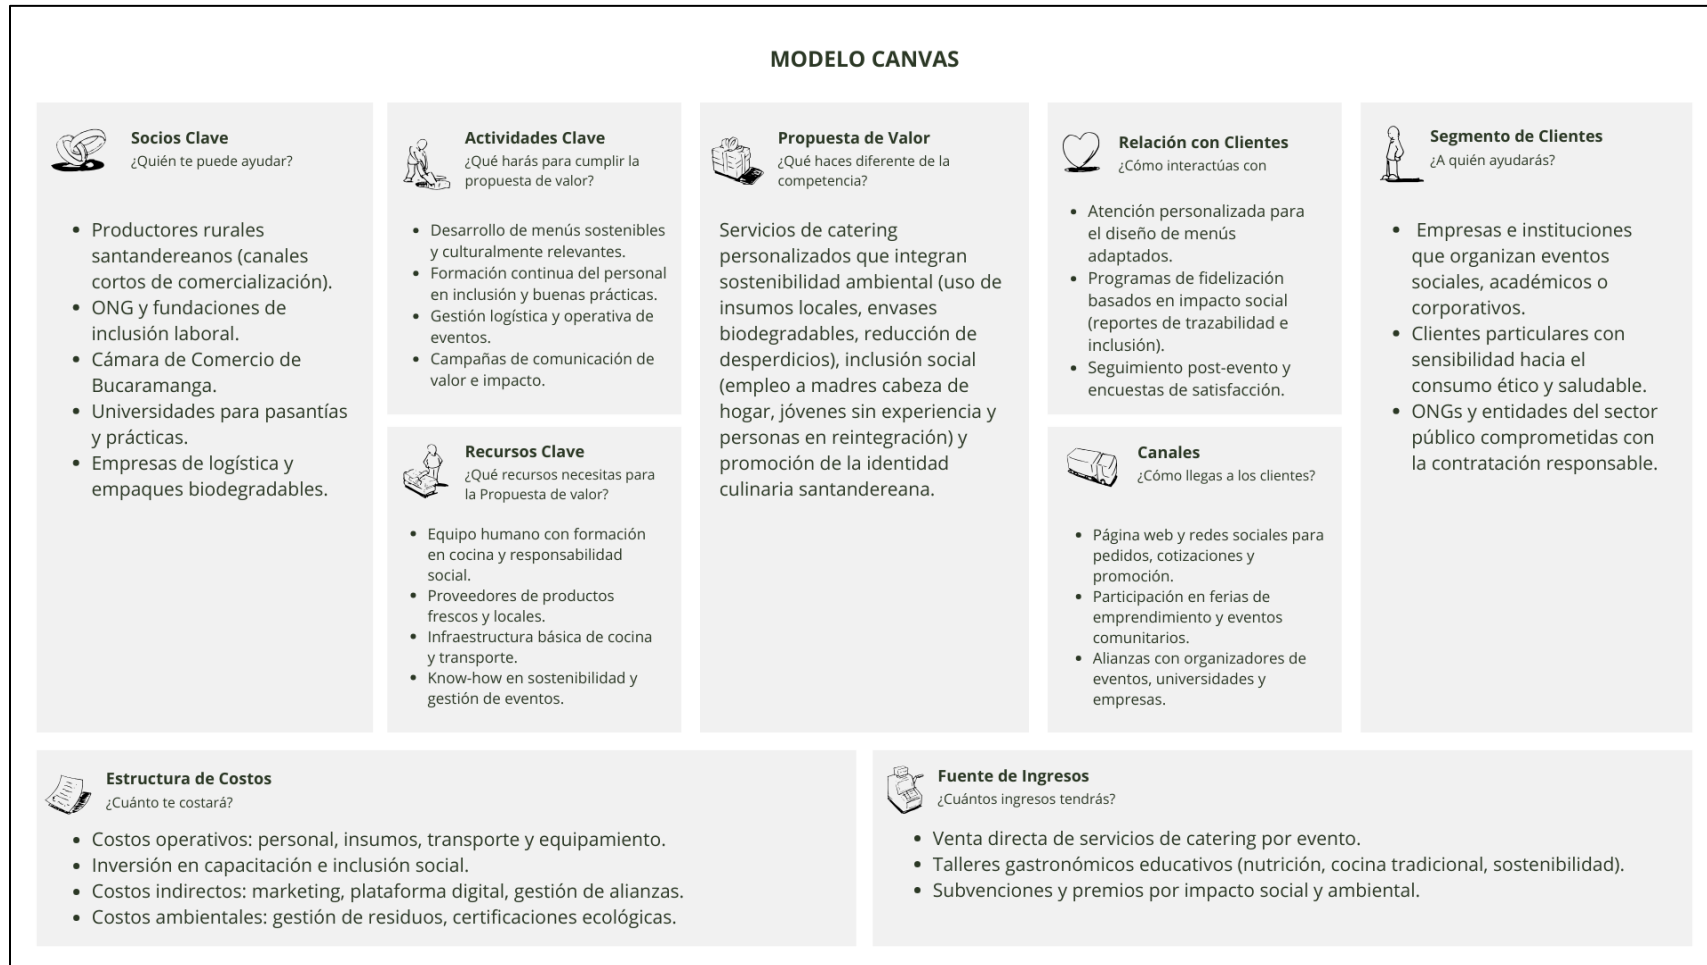 MODELO CANVAS
Socios Clave
¿Quién te puede ayudar?
• Productores rurales
santandereanos (canales
cortos de comercialización).
• ONG y fundaciones de
inclusión laboral.
• Cámara de Comercio de
Bucaramanga.
• Universidades para pasantías
y prácticas.
• Empresas de logística y
empaques biodegradables.
Actividades Clave
¿Qué harás para cumplir la
propuesta de valor?
• Desarrollo de menús sostenibles
y culturalmente relevantes.
• Formación continua del personal
en inclusión y buenas prácticas.
• Gestión logística y operativa de
eventos.
• Campañas de comunicación de
valor e impacto.
Recursos Clave
¿Qué recursos necesitas para
la Propuesta de valor?
• Equipo humano con formación
en cocina y responsabilidad
social.
• Proveedores de productos
frescos y locales.
• Infraestructura básica de cocina
y transporte.
• Know-how en sostenibilidad y
gestión de eventos.
Propuesta de Valor
¿Qué haces diferente de la
competencia?
Servicios de catering
personalizados que integran
sostenibilidad ambiental (uso de
insumos locales, envases
biodegradables, reducción de
desperdicios), inclusión social
(empleo a madres cabeza de
hogar, jóvenes sin experiencia y
personas en reintegración) y
promoción de la identidad
culinaria santandereana.
Relación con Clientes
¿Cómo interactúas con
• Atención personalizada para
el diseño de menús
adaptados.
• Programas de fidelización
basados en impacto social
(reportes de trazabilidad e
inclusión).
• Seguimiento post-evento y
encuestas de satisfacción.
Canales
¿Cómo llegas a los clientes?
• Página web y redes sociales para
pedidos, cotizaciones y
promoción.
• Participación en ferias de
emprendimiento y eventos
comunitarios.
• Alianzas con organizadores de
eventos, universidades y
empresas.
Segmento de Clientes
¿A quién ayudarás?
• Empresas e instituciones
que organizan eventos
sociales, académicos o
corporativos.
• Clientes particulares con
sensibilidad hacia el
consumo ético y saludable.
• ONGs y entidades del sector
público comprometidas con
la contratación responsable.
Estructura de Costos
¿Cuánto te costará?
• Costos operativos: personal, insumos, transporte y equipamiento.
• Inversión en capacitación e inclusión social.
• Costos indirectos: marketing, plataforma digital, gestión de alianzas.
• Costos ambientales: gestión de residuos, certificaciones ecológicas.
Fuente de Ingresos
¿Cuántos ingresos tendrás?
• Venta directa de servicios de catering por evento.
• Talleres gastronómicos educativos (nutrición, cocina tradicional, sostenibilidad).
• Subvenciones y premios por impacto social y ambiental.